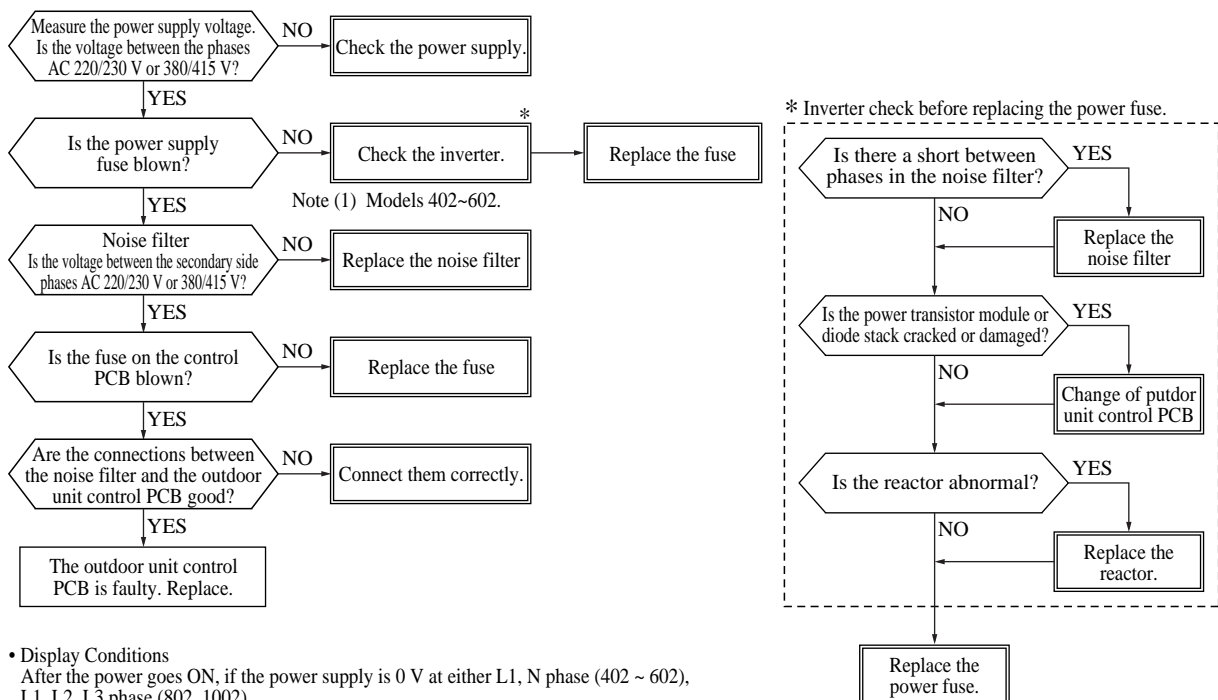 Measure the power supply voltage.
Is the voltage between the phases
AC 220/230 V or 380/415 V?
NO
Check the power supply.
YES
Is the power supply
fuse blown?
NO
*
Check the inverter.
Replace the fuse
Note (1) Models 402~602.
YES
Noise filter
Is the voltage between the secondary side
phases AC 220/230 V or 380/415 V?
NO
Replace the noise filter
YES
Is the fuse on the control
PCB blown?
NO
Replace the fuse
YES
Are the connections between
the noise filter and the outdoor
unit control PCB good?
NO
Connect them correctly.
YES
The outdoor unit control
PCB is faulty. Replace.
* Inverter check before replacing the power fuse.
Is there a short between
phases in the noise filter?
YES
NO
Replace the
noise filter
Is the power transistor module or
diode stack cracked or damaged?
YES
NO
Change of putdor
unit control PCB
Is the reactor abnormal?
YES
NO
Replace the
reactor.
Replace the
power fuse.
• Display Conditions
After the power goes ON, if the power supply is 0 V at either L1, N phase (402 ~ 602),
L1, L2, L3 phase (802, 1002)